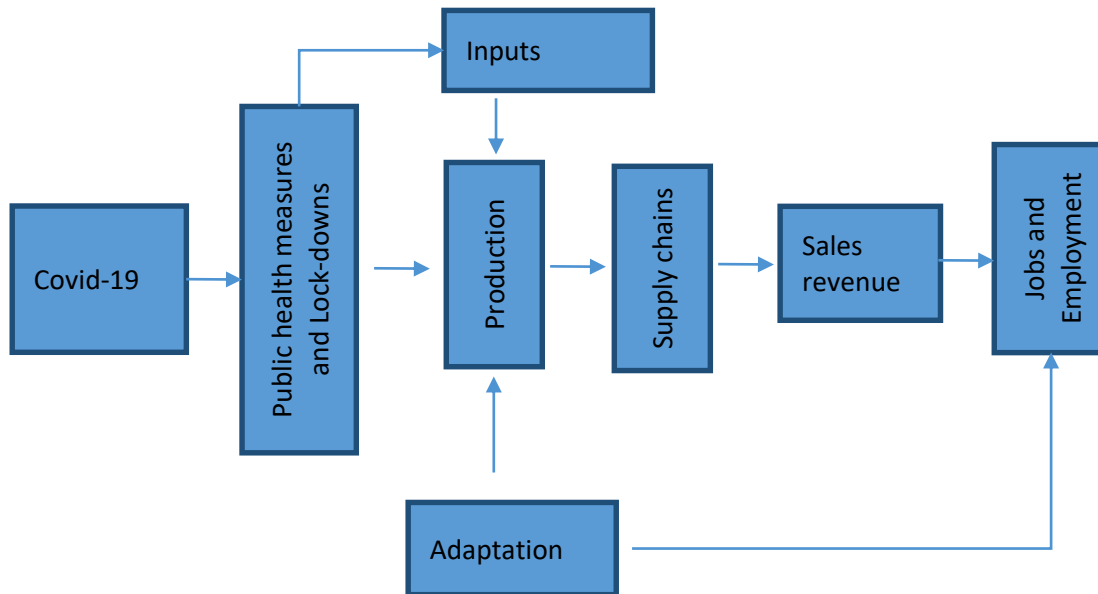 Covid-19
Public health measures
and Lock-downs
Inputs
Production
Supply chains
Sales
revenue
Jobs and
Employment
Adaptation